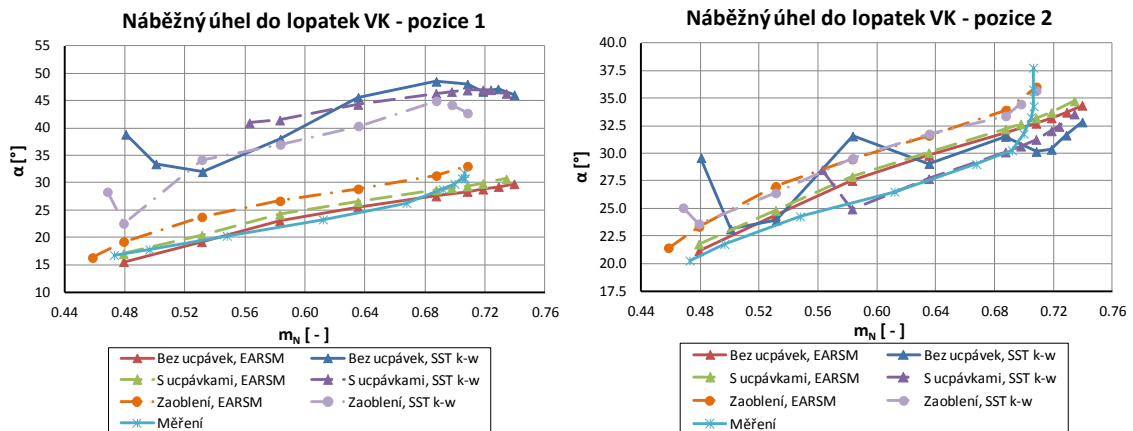 Náběžný úhel do lopatek VK - pozice 1
55
50
45
40
35
30
25
20
15
10
α [°]
0.44 0.48 0.52 0.56 0.60 0.64 0.68 0.72 0.76
m_N [ - ]
Bez ucpávek, EARSM Bez ucpávek, SST k-w
S ucpávkami, EARSM S ucpávkami, SST k-w
Zaoblení, EARSM Zaoblení, SST k-w
Měření
Náběžný úhel do lopatek VK - pozice 2
40.0
37.5
35.0
32.5
30.0
27.5
25.0
22.5
20.0
17.5
α [°]
0.44 0.48 0.52 0.56 0.60 0.64 0.68 0.72 0.76
m_N [ - ]
Bez ucpávek, EARSM Bez ucpávek, SST k-w
S ucpávkami, EARSM S ucpávkami, SST k-w
Zaoblení, EARSM Zaoblení, SST k-w
Měření